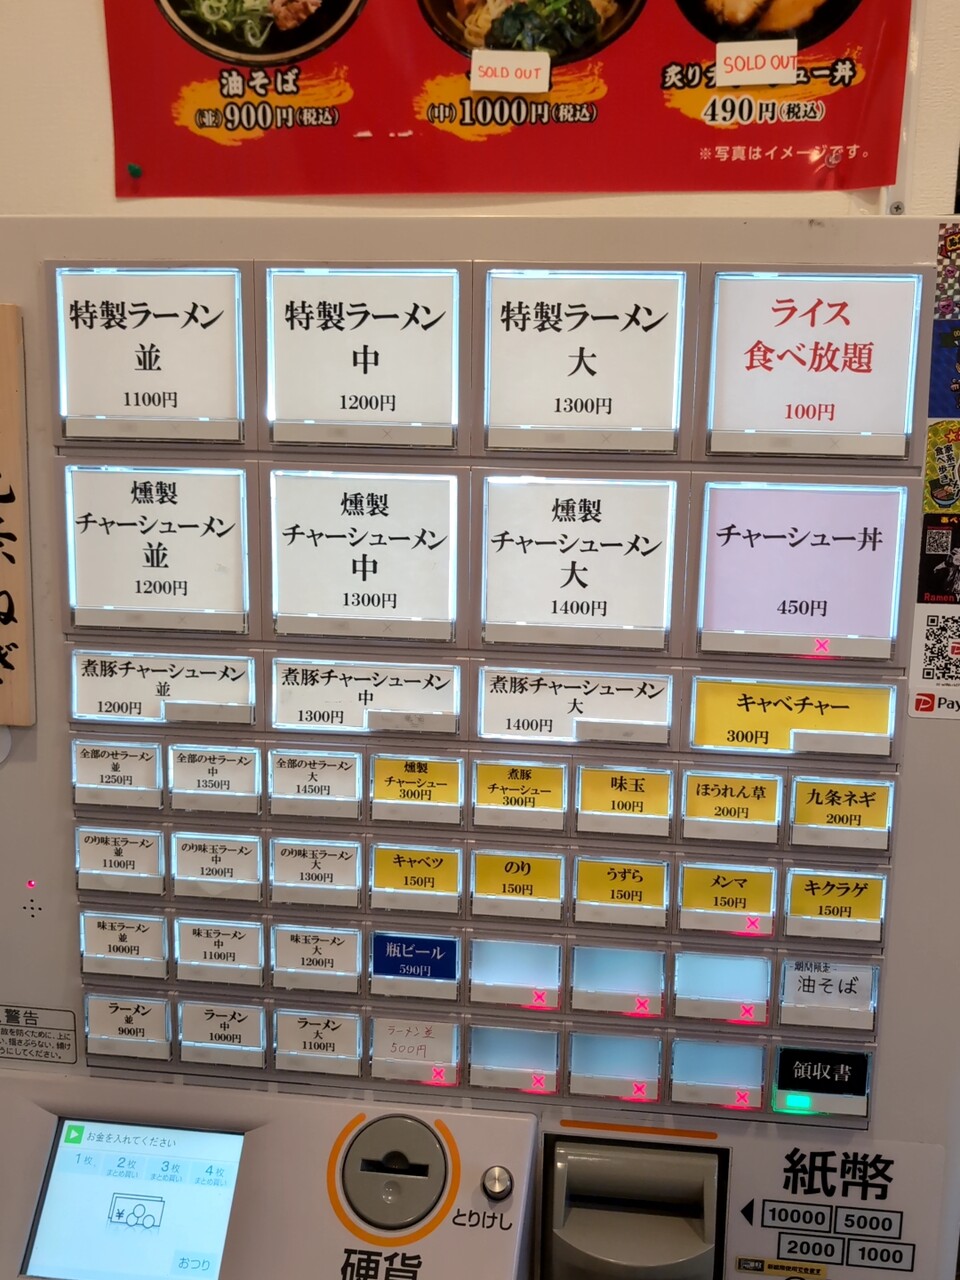 油そば
(並)900円(税込)
SOLD OUT
(中)1000円(税込)
SOLD OUT
炙り
ュー丼
490円(税込)
※写真はイメージです。
特製ラーメン
並
1100円
特製ラーメン
中
1200円
特製ラーメン
大
1300円
ライス
食べ放題
100円
燻製
チャーシューメン
並
1200円
燻製
チャーシューメン
中
1300円
燻製
チャーシューメン
大
1400円
チャーシュー丼
450円
煮豚チャーシューメン
並
1200円
煮豚チャーシューメン
中
1300円
煮豚チャーシューメン
大
1400円
キャベチャー
300円
全部のせラーメン
並
1250円
全部のせラーメン
中
1350円
全部のせラーメン
大
1450円
燻製
チャーシュー
300円
煮豚
チャーシュー
300円
味玉
100円
ほうれん草
200円
九条ネギ
200円
のり味玉ラーメン
並
1100円
のり味玉ラーメン
中
1200円
のり味玉ラーメン
大
1300円
キャベツ
150円
のり
150円
うずら
150円
メンマ
150円
キクラゲ
150円
味玉ラーメン
並
1000円
味玉ラーメン
中
1100円
味玉ラーメン
大
1200円
瓶ビール
590円
期間限定
油そば
ラーメン
並
900円
ラーメン
中
1000円
ラーメン
大
1100円
ラーメン並
500円
領収書
警告
お金を入れてください
1枚
2枚
まとめ買い
3枚
まとめ買い
4枚
まとめ買い
¥
おつり
とりけし
硬貨
紙幣
10000
5000
2000
1000
Pay